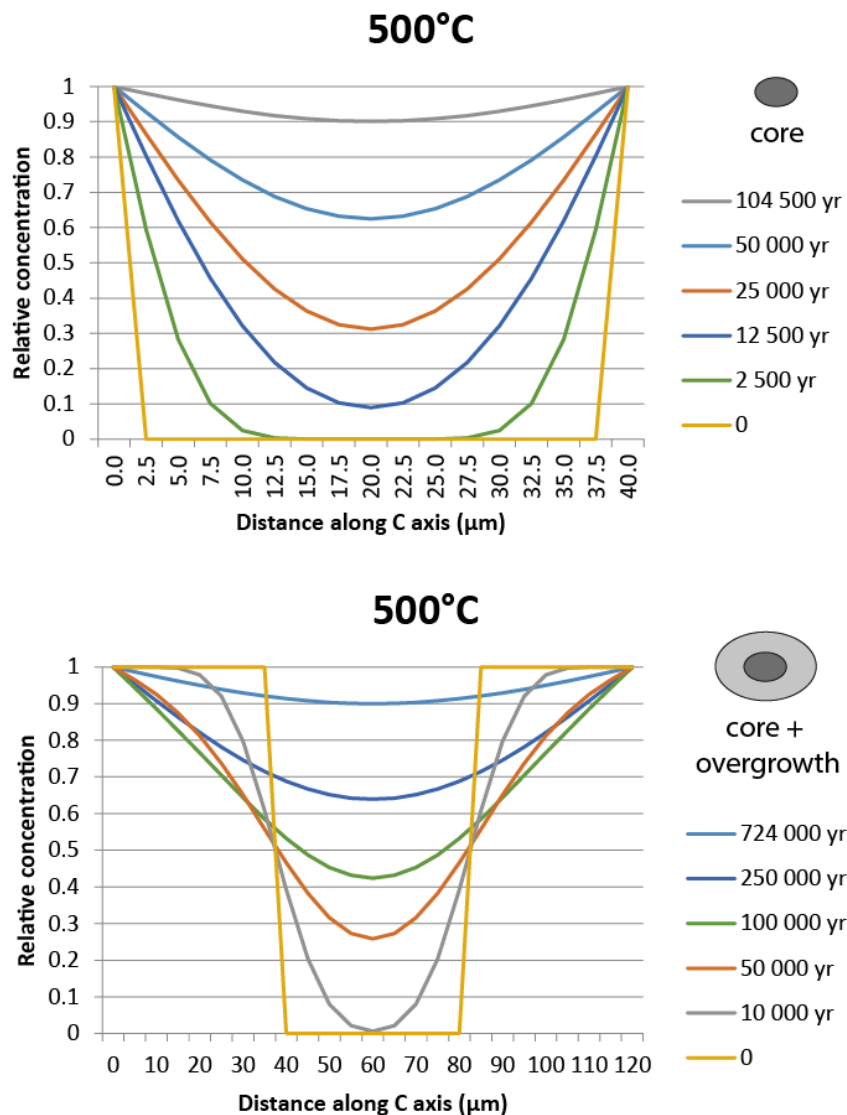 500°C
1
0.9
0.8
0.7
0.6
0.5
0.4
0.3
0.2
0.1
0
Relative concentration
0.0
2.5
5.0
7.5
10.0
12.5
15.0
17.5
20.0
22.5
25.0
27.5
30.0
32.5
35.0
37.5
40.0
Distance along C axis (µm)
core
104 500 yr
50 000 yr
25 000 yr
12 500 yr
2 500 yr
0
500°C
1
0.9
0.8
0.7
0.6
0.5
0.4
0.3
0.2
0.1
0
Relative concentration
0 10 20 30 40 50 60 70 80 90 100 110 120
Distance along C axis (µm)
core +
overgrowth
724 000 yr
250 000 yr
100 000 yr
50 000 yr
10 000 yr
0